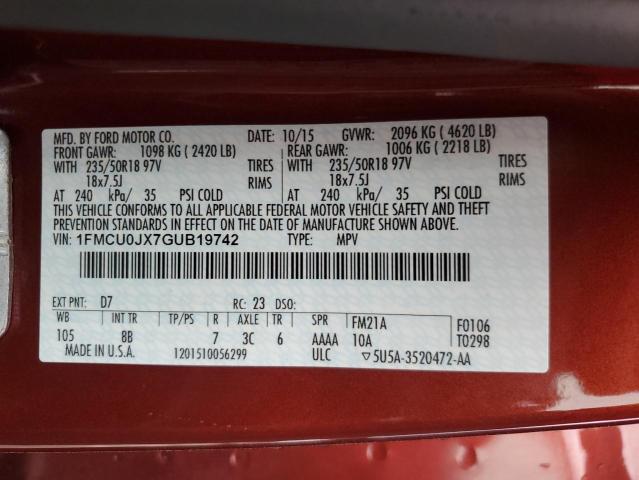 MFD. BY FORD MOTOR CO. DATE: 10/15 GVWR: 2096 KG ( 4620 LB)
FRONT GAWR: 1098 KG ( 2420 LB) REAR GAWR: 1006 KG ( 2218 LB)
WITH 235/50R18 97V TIRES WITH 235/50R18 97V TIRES
18x7.5J RIMS 18x7.5J RIMS
AT 240 kPa/ 35 PSI COLD AT 240 kPa/ 35 PSI COLD
THIS VEHICLE CONFORMS TO ALL APPLICABLE FEDERAL MOTOR VEHICLE SAFETY AND THEFT
PREVENTION STANDARDS IN EFFECT ON THE DATE OF MANUFACTURE SHOWN ABOVE.
VIN: 1FMCU0JX7GUB19742 TYPE: MPV
EXT PNT: D7 RC: 23 DSO:
WB INT TR TP/PS R AXLE TR SPR FM21A F0106
105 8B 7 3C 6 AAAA 10A T0298
MADE IN U.S.A. 1201510056299 ULC ▽5U5A-3520472-AA